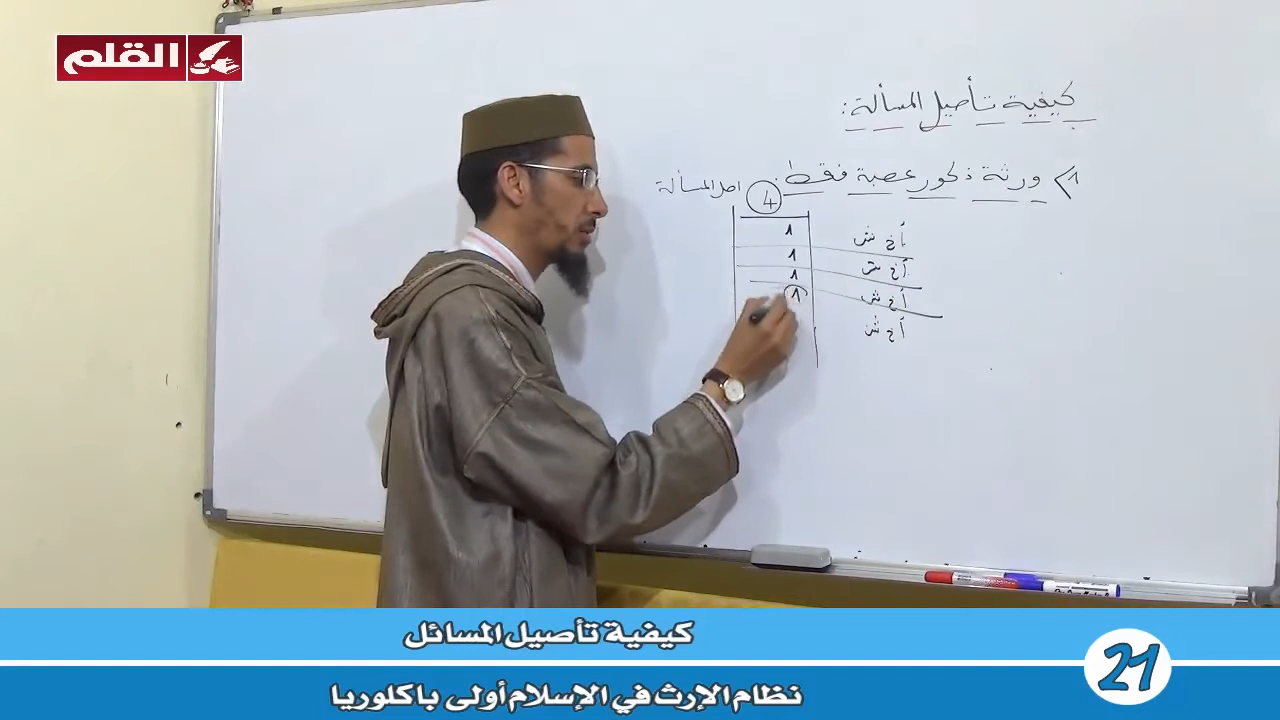 القلم
كيفية تأصيل المسألة:
1> ورثة ذكور عصبة فقط:
4 اصل المسألة
أخ ش 1
أخ ش 1
أخ ش 1
أخ ش 1
كيفية تأصيل المسائل
21
نظام الإرث في الإسلام أولى باكلوريا